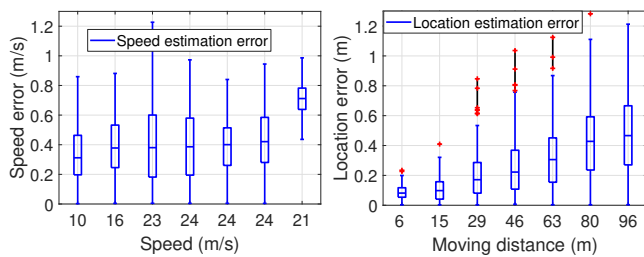 Speed estimation error
Speed error (m/s)
1.2
1
0.8
0.6
0.4
0.2
0
10 16 23 24 24 24 21
Speed (m/s)
Location estimation error
Location error (m)
1.2
1
0.8
0.6
0.4
0.2
0
6 15 29 46 63 80 96
Moving distance (m)